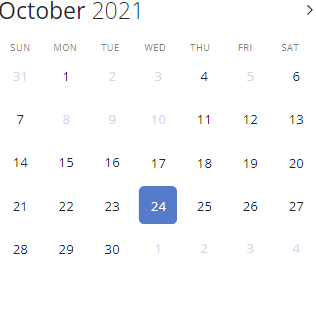 October 2021
SUN MON TUE WED THU FRI SAT
31 1 2 3 4 5 6
7 8 9 10 11 12 13
14 15 16 17 18 19 20
21 22 23 24 25 26 27
28 29 30 1 2 3 4